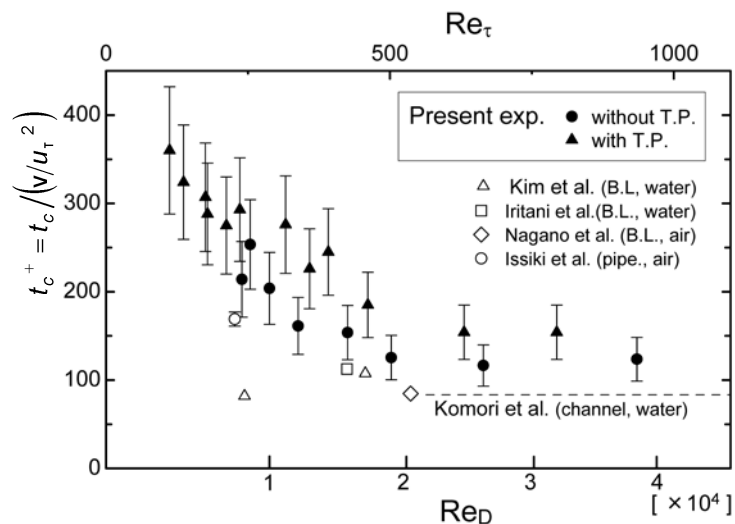 Re_τ
0 500 1000
t_c^+ = t_c/(ν/u_τ^2)
400
300
200
100
0
Present exp.
● without T.P.
▲ with T.P.
△ Kim et al. (B.L, water)
□ Iritani et al.(B.L., water)
◇ Nagano et al. (B.L., air)
○ Issiki et al. (pipe., air)
Komori et al. (channel, water)
1 2 3 4
Re_D
[ ×10^4)